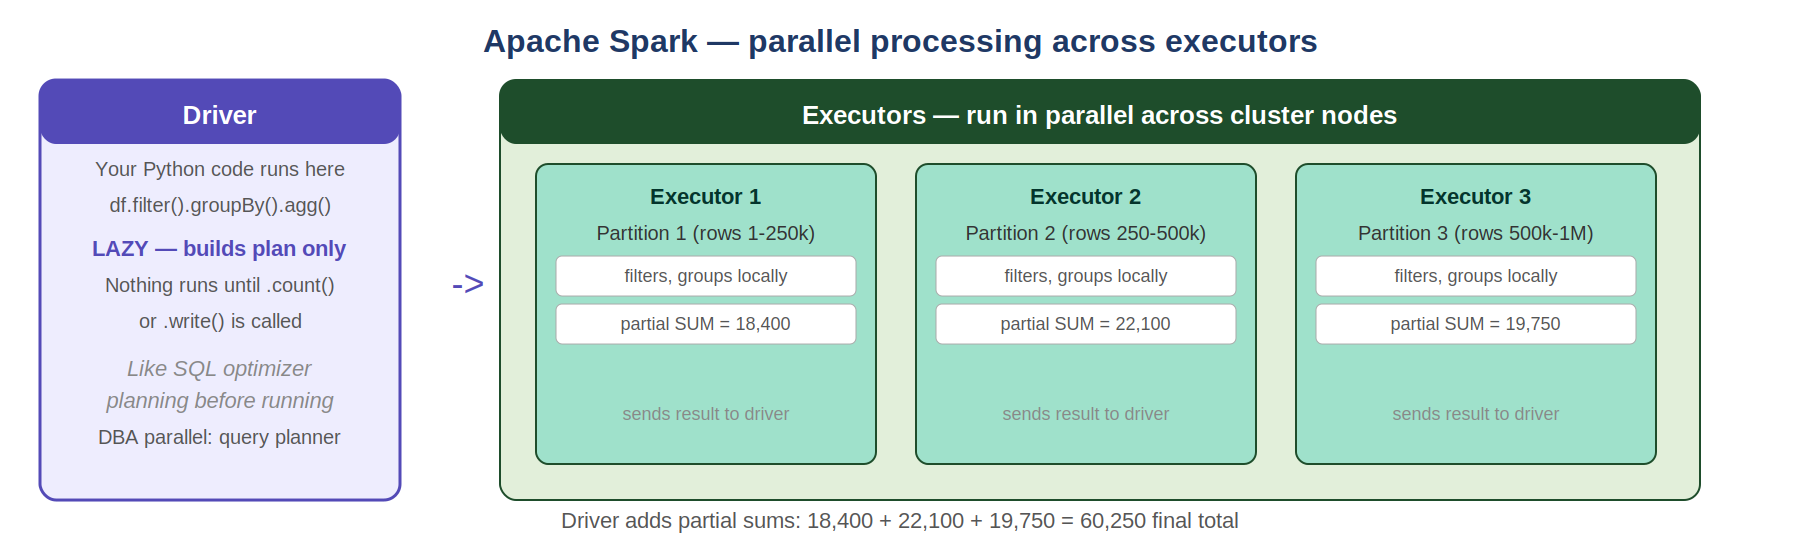 Apache Spark — parallel processing across executors
Driver
Your Python code runs here
df.filter().groupBy().agg()
LAZY — builds plan only
Nothing runs until .count()
or .write() is called
Like SQL optimizer
planning before running
DBA parallel: query planner
->
Executors — run in parallel across cluster nodes
Executor 1
Partition 1 (rows 1-250k)
filters, groups locally
partial SUM = 18,400
sends result to driver
Executor 2
Partition 2 (rows 250-500k)
filters, groups locally
partial SUM = 22,100
sends result to driver
Executor 3
Partition 3 (rows 500k-1M)
filters, groups locally
partial SUM = 19,750
sends result to driver
Driver adds partial sums: 18,400 + 22,100 + 19,750 = 60,250 final total